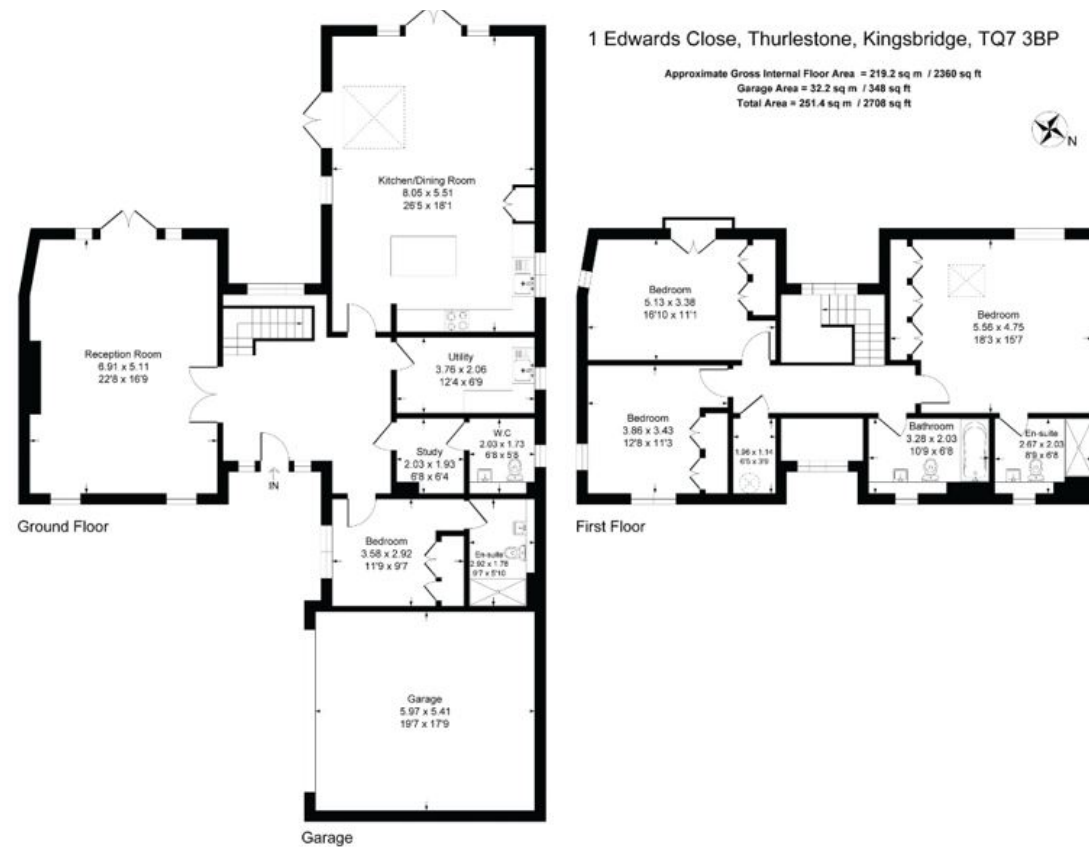 1 Edwards Close, Thurlestone, Kingsbridge, TQ7 3BP
Approximate Gross Internal Floor Area = 219.2 sq m / 2360 sq ft
Garage Area = 32.2 sq m / 348 sq ft
Total Area = 251.4 sq m / 2708 sq ft
N
Kitchen/Dining Room
8.05 x 5.51
26'5 x 18'1
Reception Room
6.91 x 5.11
22'8 x 16'9
Utility
3.76 x 2.06
12'4 x 6'9
W.C
2.03 x 1.73
6'8 x 5'8
Study
2.03 x 1.93
6'8 x 6'4
IN
Bedroom
3.58 x 2.92
11'9 x 9'7
En-suite
2.92 x 1.78
9'7 x 5'10
Ground Floor
Garage
5.97 x 5.41
19'7 x 17'9
Garage
Bedroom
5.13 x 3.38
16'10 x 11'1
Bedroom
5.56 x 4.75
18'3 x 15'7
Bedroom
3.86 x 3.43
12'8 x 11'3
1.96 x 1.14
6'5 x 3'9
Bathroom
3.28 x 2.03
10'9 x 6'8
En-suite
2.67 x 2.03
8'9 x 6'8
First Floor